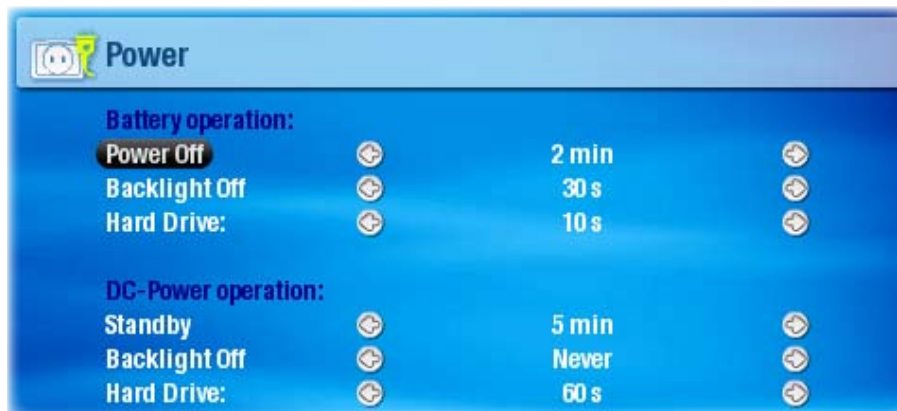 Power
Battery operation:
Power Off 2 min
Backlight Off 30 s
Hard Drive: 10 s
DC-Power operation:
Standby 5 min
Backlight Off Never
Hard Drive: 60 s